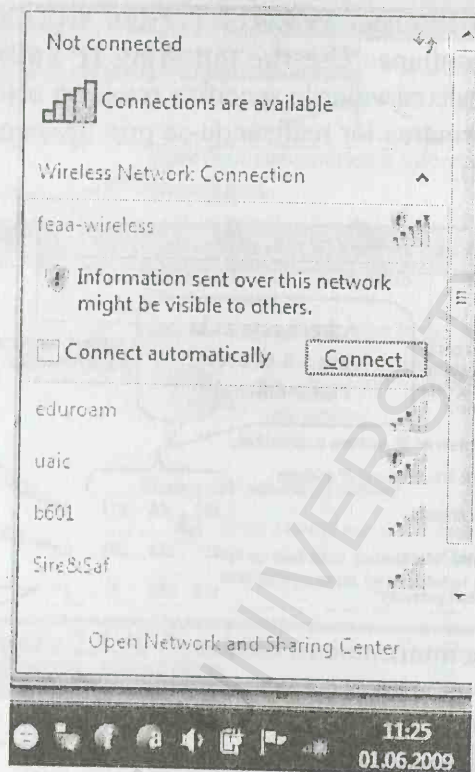 Not connected
Connections are available
Wireless Network Connection
feaa-wireless
Information sent over this network
might be visible to others.
Connect automatically
Connect
eduroam
uaic
b601
Sire&Saf
Open Network and Sharing Center
11:25
01.06.2009
UNIVERSIT